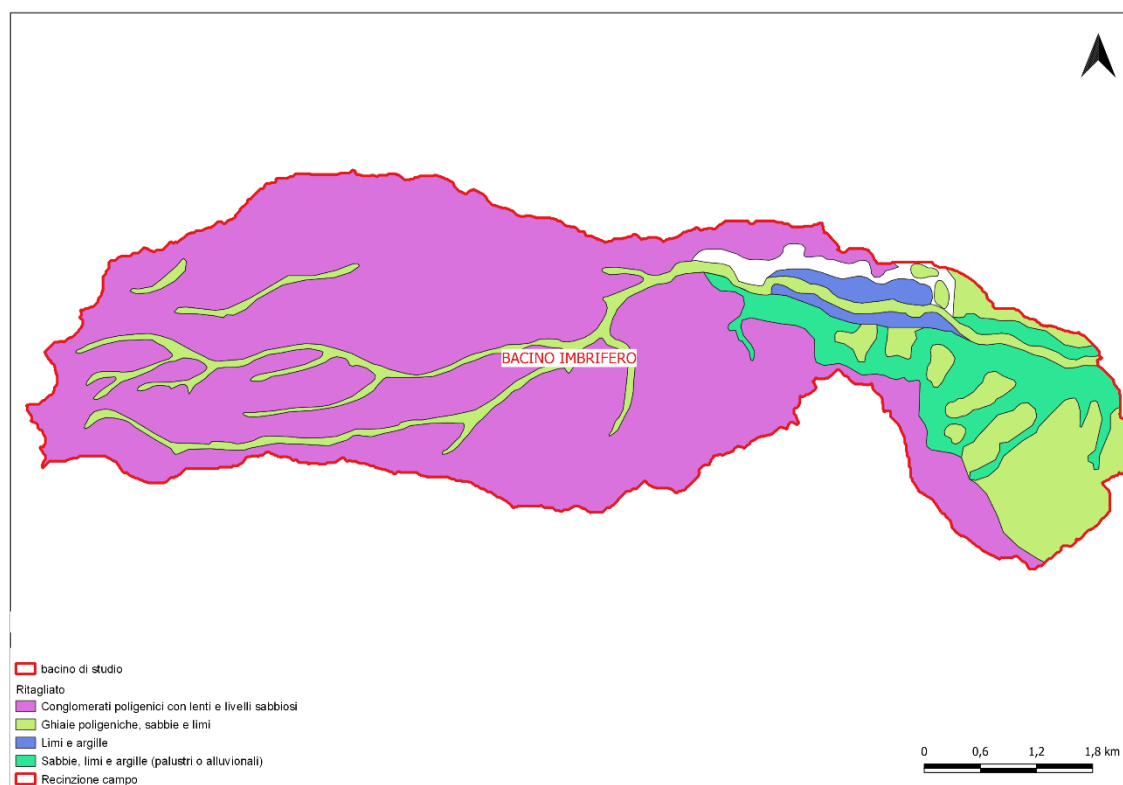 BACINO IMBRIFERO
bacino di studio
Ritagliato
Conglomerati poligenici con lenti e livelli sabbiosi
Ghiaie poligeniche, sabbie e limi
Limi e argille
Sabbie, limi e argille (palustri o alluvionali)
Recinzione campo
0 0,6 1,2 1,8 km